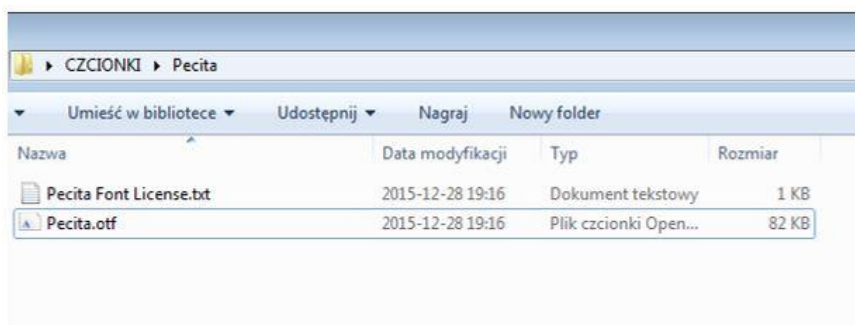 CZCIONKI Pecita
Umieść w bibliotece Udostępnij Nagraj Nowy folder
Nazwa Data modyfikacji Typ Rozmiar
Pecita Font License.txt 2015-12-28 19:16 Dokument tekstowy 1 KB
Pecita.otf 2015-12-28 19:16 Plik czcionki Open... 82 KB